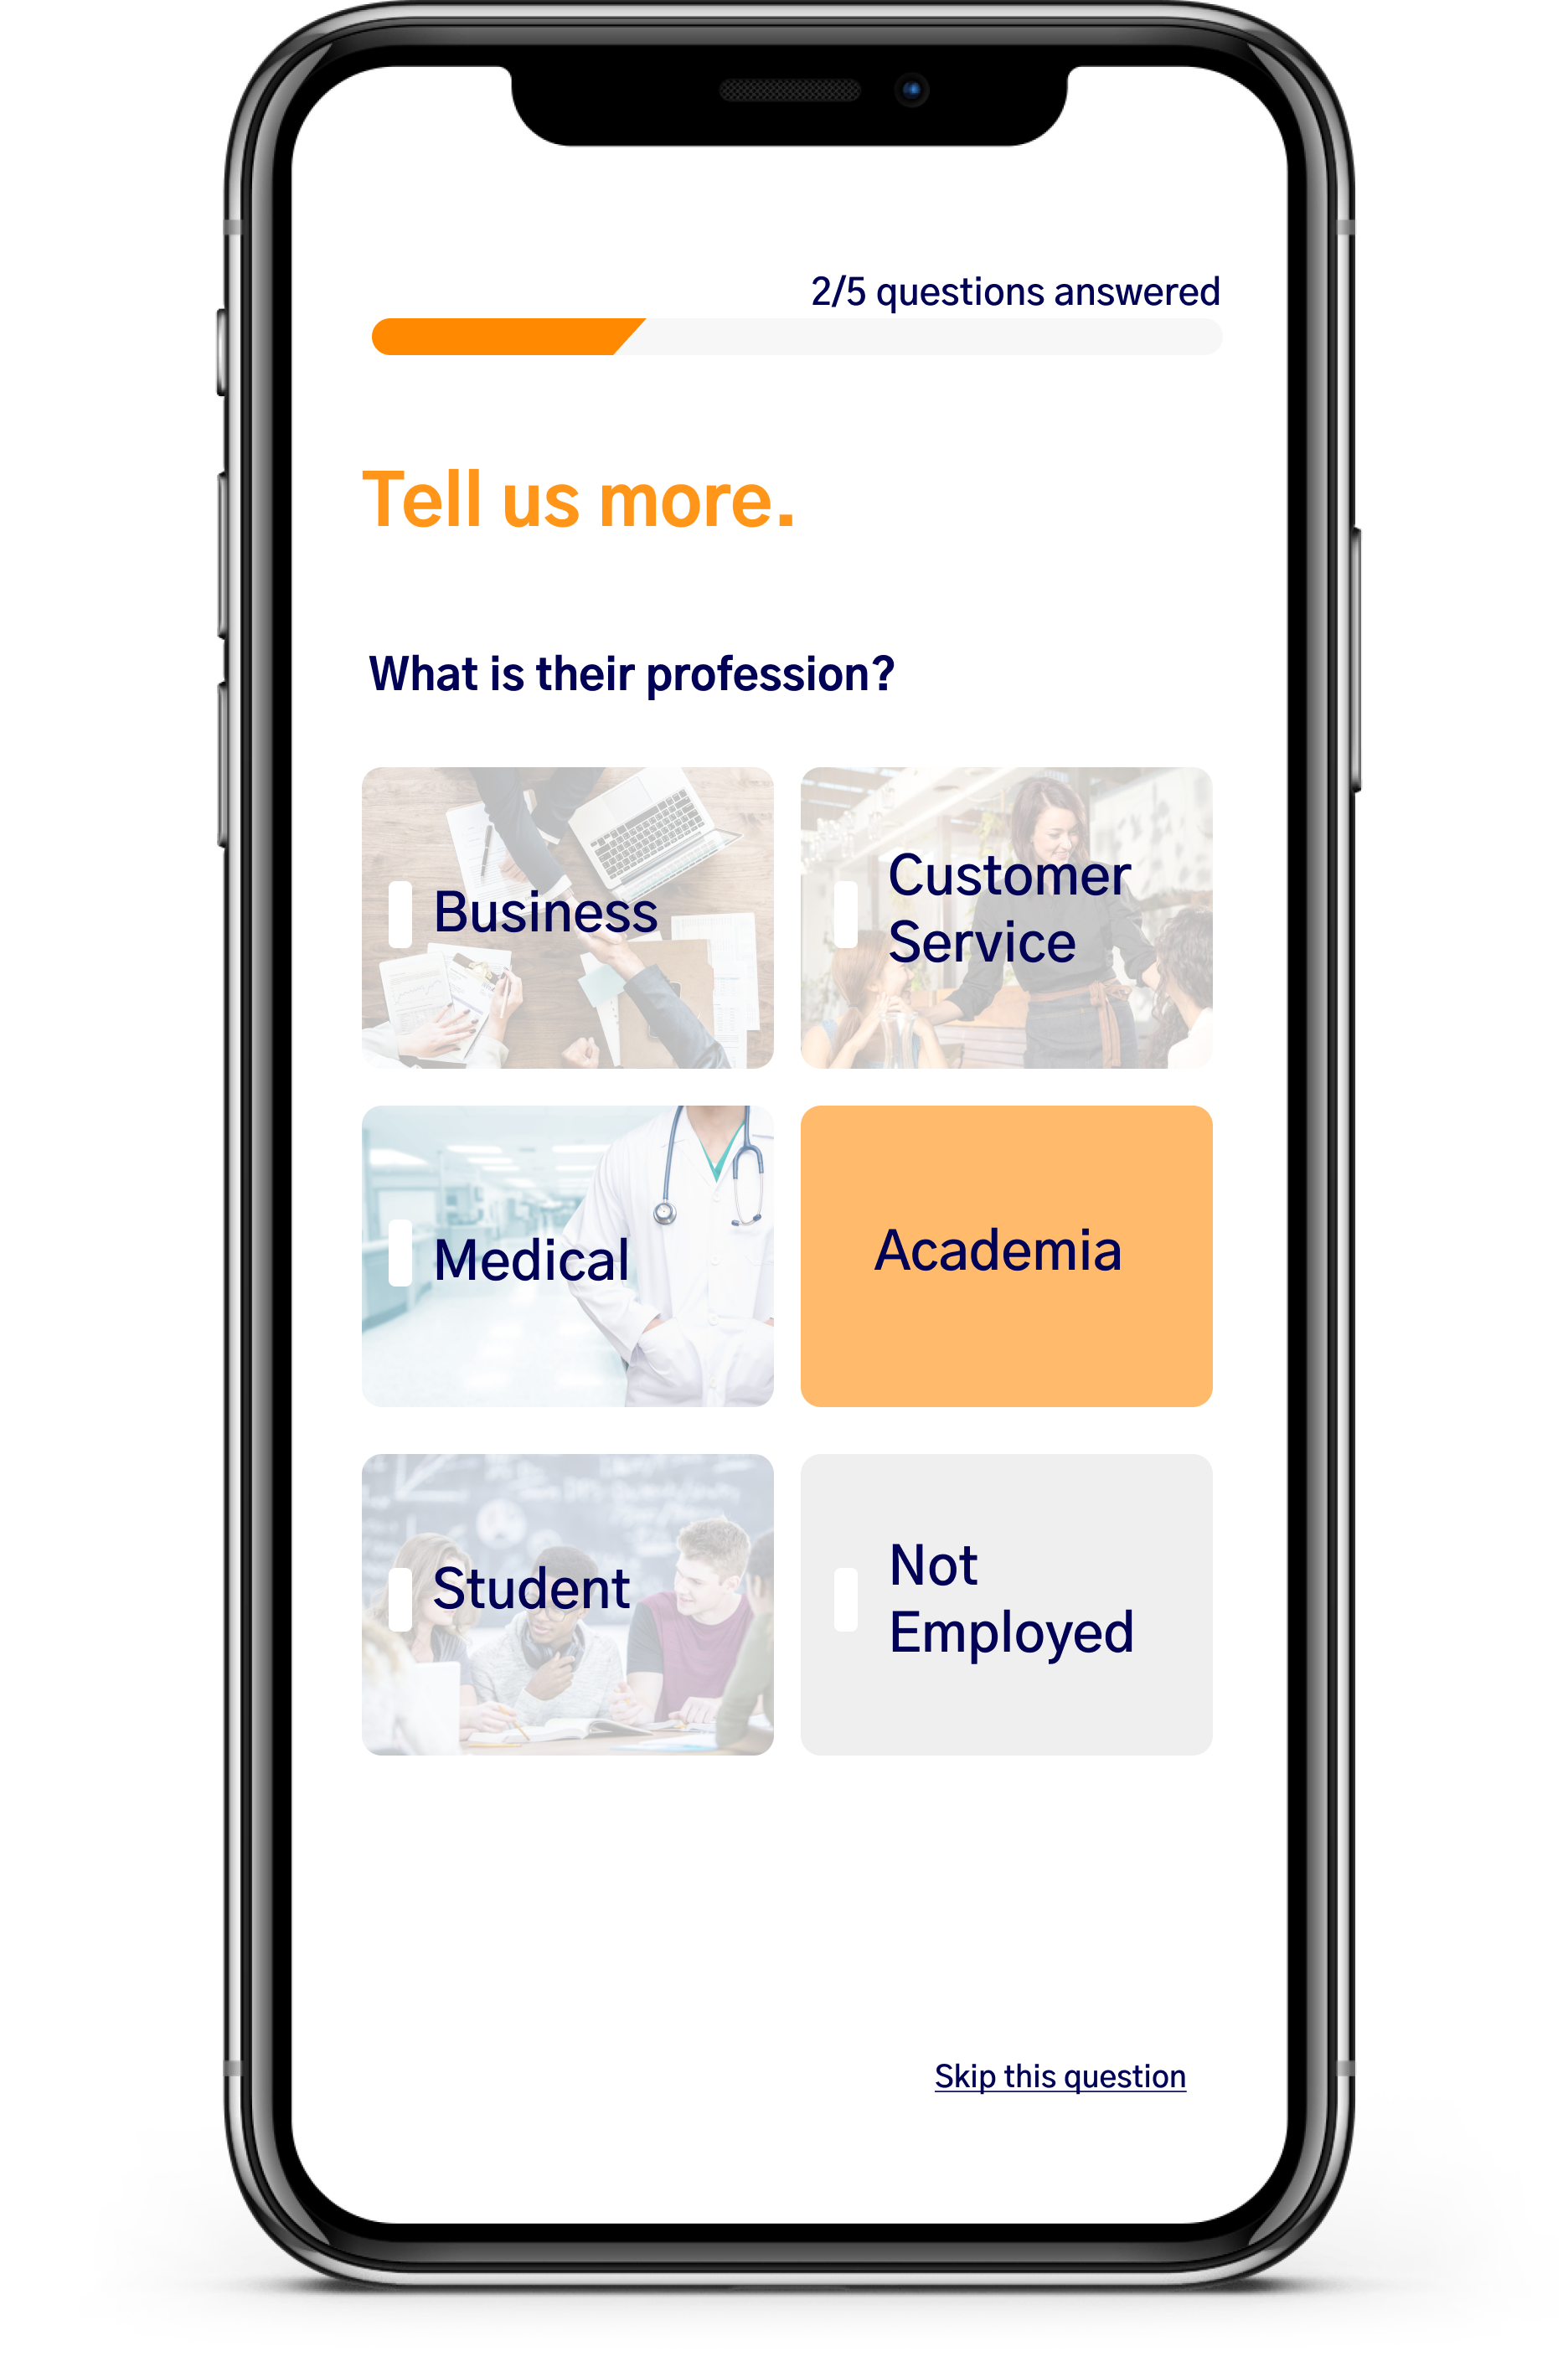 2/5 questions answered
Tell us more.
What is their profession?
Business
Customer
Service
Medical
Academia
Student
Not
Employed
Skip this question